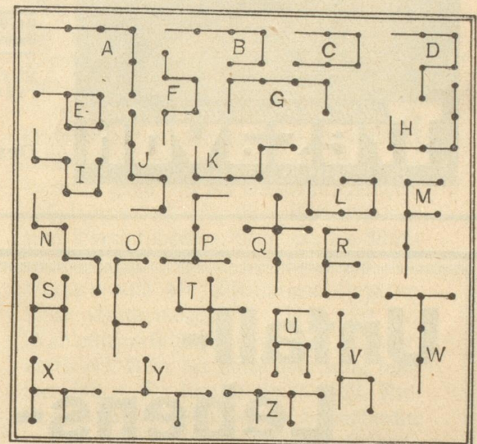 A B C D
E F G H
I J K L M
N O P Q R
S T U V W
X Y Z